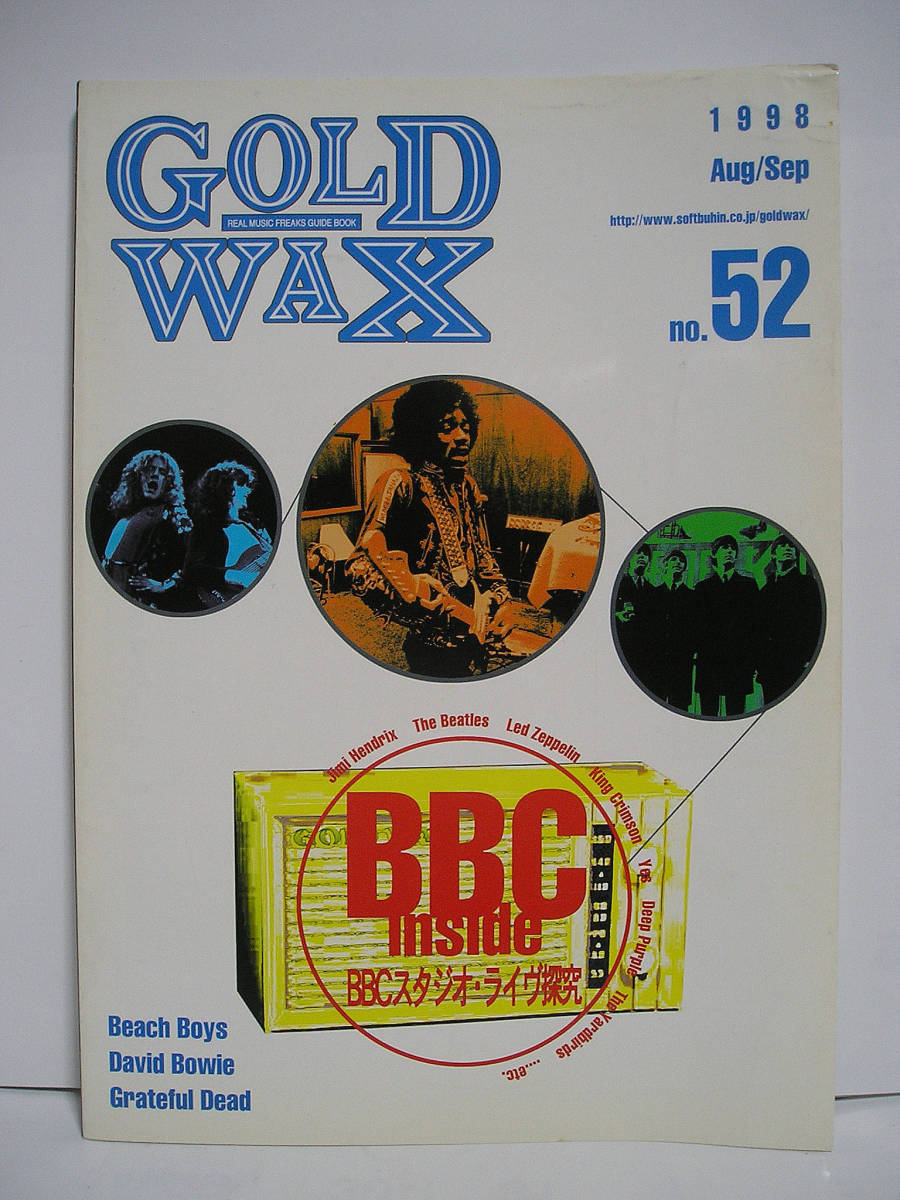 GOLD
REAL MUSIC FREAKS GUIDE BOOK
WAX
1998
Aug/Sep
http://www.softbuhin.co.jp/goldwax/
no.52
Jimi Hendrix The Beatles Led Zeppelin King Crimson Yes Deep Purple The Yardbirds ....etc.
BBC
Inside
BBCスタジオ・ライヴ探究
Beach Boys
David Bowie
Grateful Dead